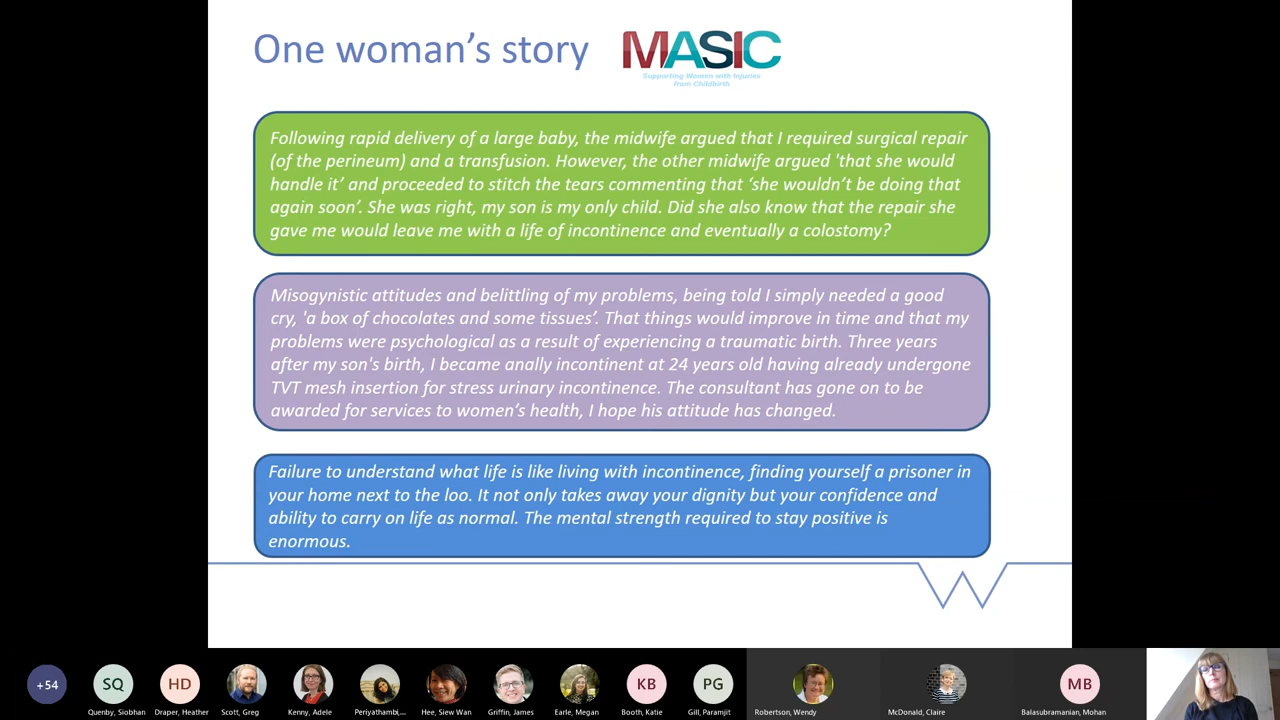 One woman’s story
MASIC
Supporting Women with Injuries
from Childbirth
Following rapid delivery of a large baby, the midwife argued that I required surgical repair
(of the perineum) and a transfusion. However, the other midwife argued 'that she would
handle it’ and proceeded to stitch the tears commenting that ‘she wouldn’t be doing that
again soon’. She was right, my son is my only child. Did she also know that the repair she
gave me would leave me with a life of incontinence and eventually a colostomy?
Misogynistic attitudes and belittling of my problems, being told I simply needed a good
cry, 'a box of chocolates and some tissues’. That things would improve in time and that my
problems were psychological as a result of experiencing a traumatic birth. Three years
after my son's birth, I became anally incontinent at 24 years old having already undergone
TVT mesh insertion for stress urinary incontinence. The consultant has gone on to be
awarded for services to women’s health, I hope his attitude has changed.
Failure to understand what life is like living with incontinence, finding yourself a prisoner in
your home next to the loo. It not only takes away your dignity but your confidence and
ability to carry on life as normal. The mental strength required to stay positive is
enormous.
+54
SQ
HD
KB
PG
MB
Quenby, Siobhan
Draper, Heather
Scott, Greg
Kenny, Adele
Periyathambi,...
Hee, Siew Wan
Griffin, James
Earle, Megan
Booth, Katie
Gill, Paramjit
Robertson, Wendy
McDonald, Claire
Balasubramanian, Mohan